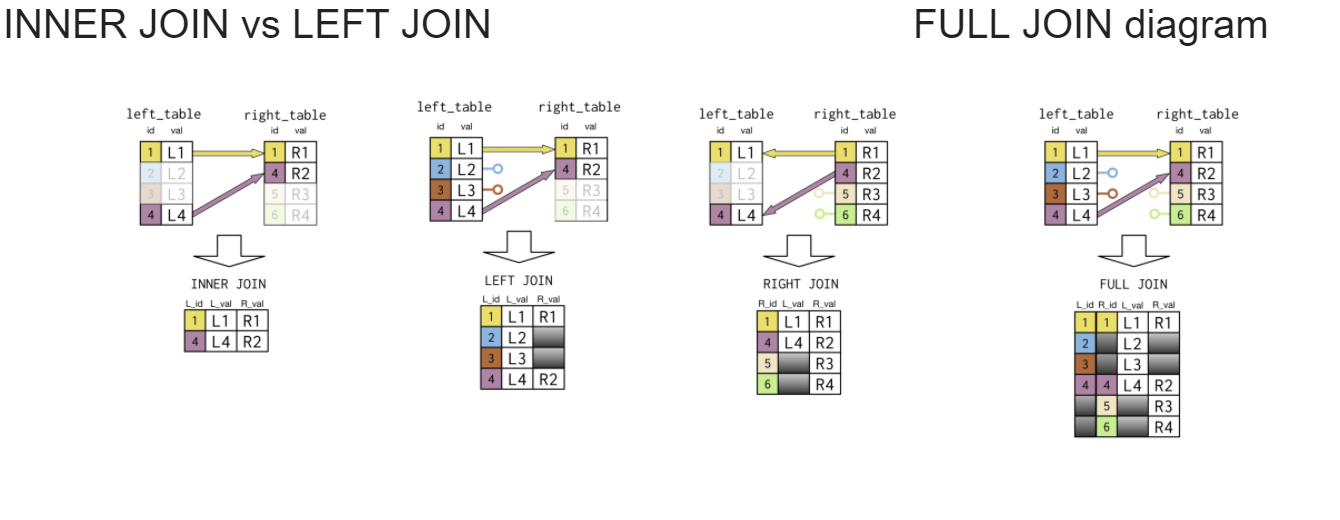 INNER JOIN vs LEFT JOIN
FULL JOIN diagram
left_table right_table
id val id val
1 L1 1 R1
2 L2 4 R2
3 L3 5 R3
4 L4 6 R4
INNER JOIN
L_id L_val R_val
1 L1 R1
4 L4 R2
left_table right_table
id val id val
1 L1 1 R1
2 L2 4 R2
3 L3 5 R3
4 L4 6 R4
LEFT JOIN
L_id L_val R_val
1 L1 R1
2 L2
3 L3
4 L4 R2
left_table right_table
id val id val
1 L1 1 R1
2 L2 4 R2
3 L3 5 R3
4 L4 6 R4
RIGHT JOIN
R_id L_val R_val
1 L1 R1
4 L4 R2
5 R3
6 R4
left_table right_table
id val id val
1 L1 1 R1
2 L2 4 R2
3 L3 5 R3
4 L4 6 R4
FULL JOIN
L_id R_id L_val R_val
1 1 L1 R1
2 L2
3 L3
4 4 L4 R2
5 R3
6 R4